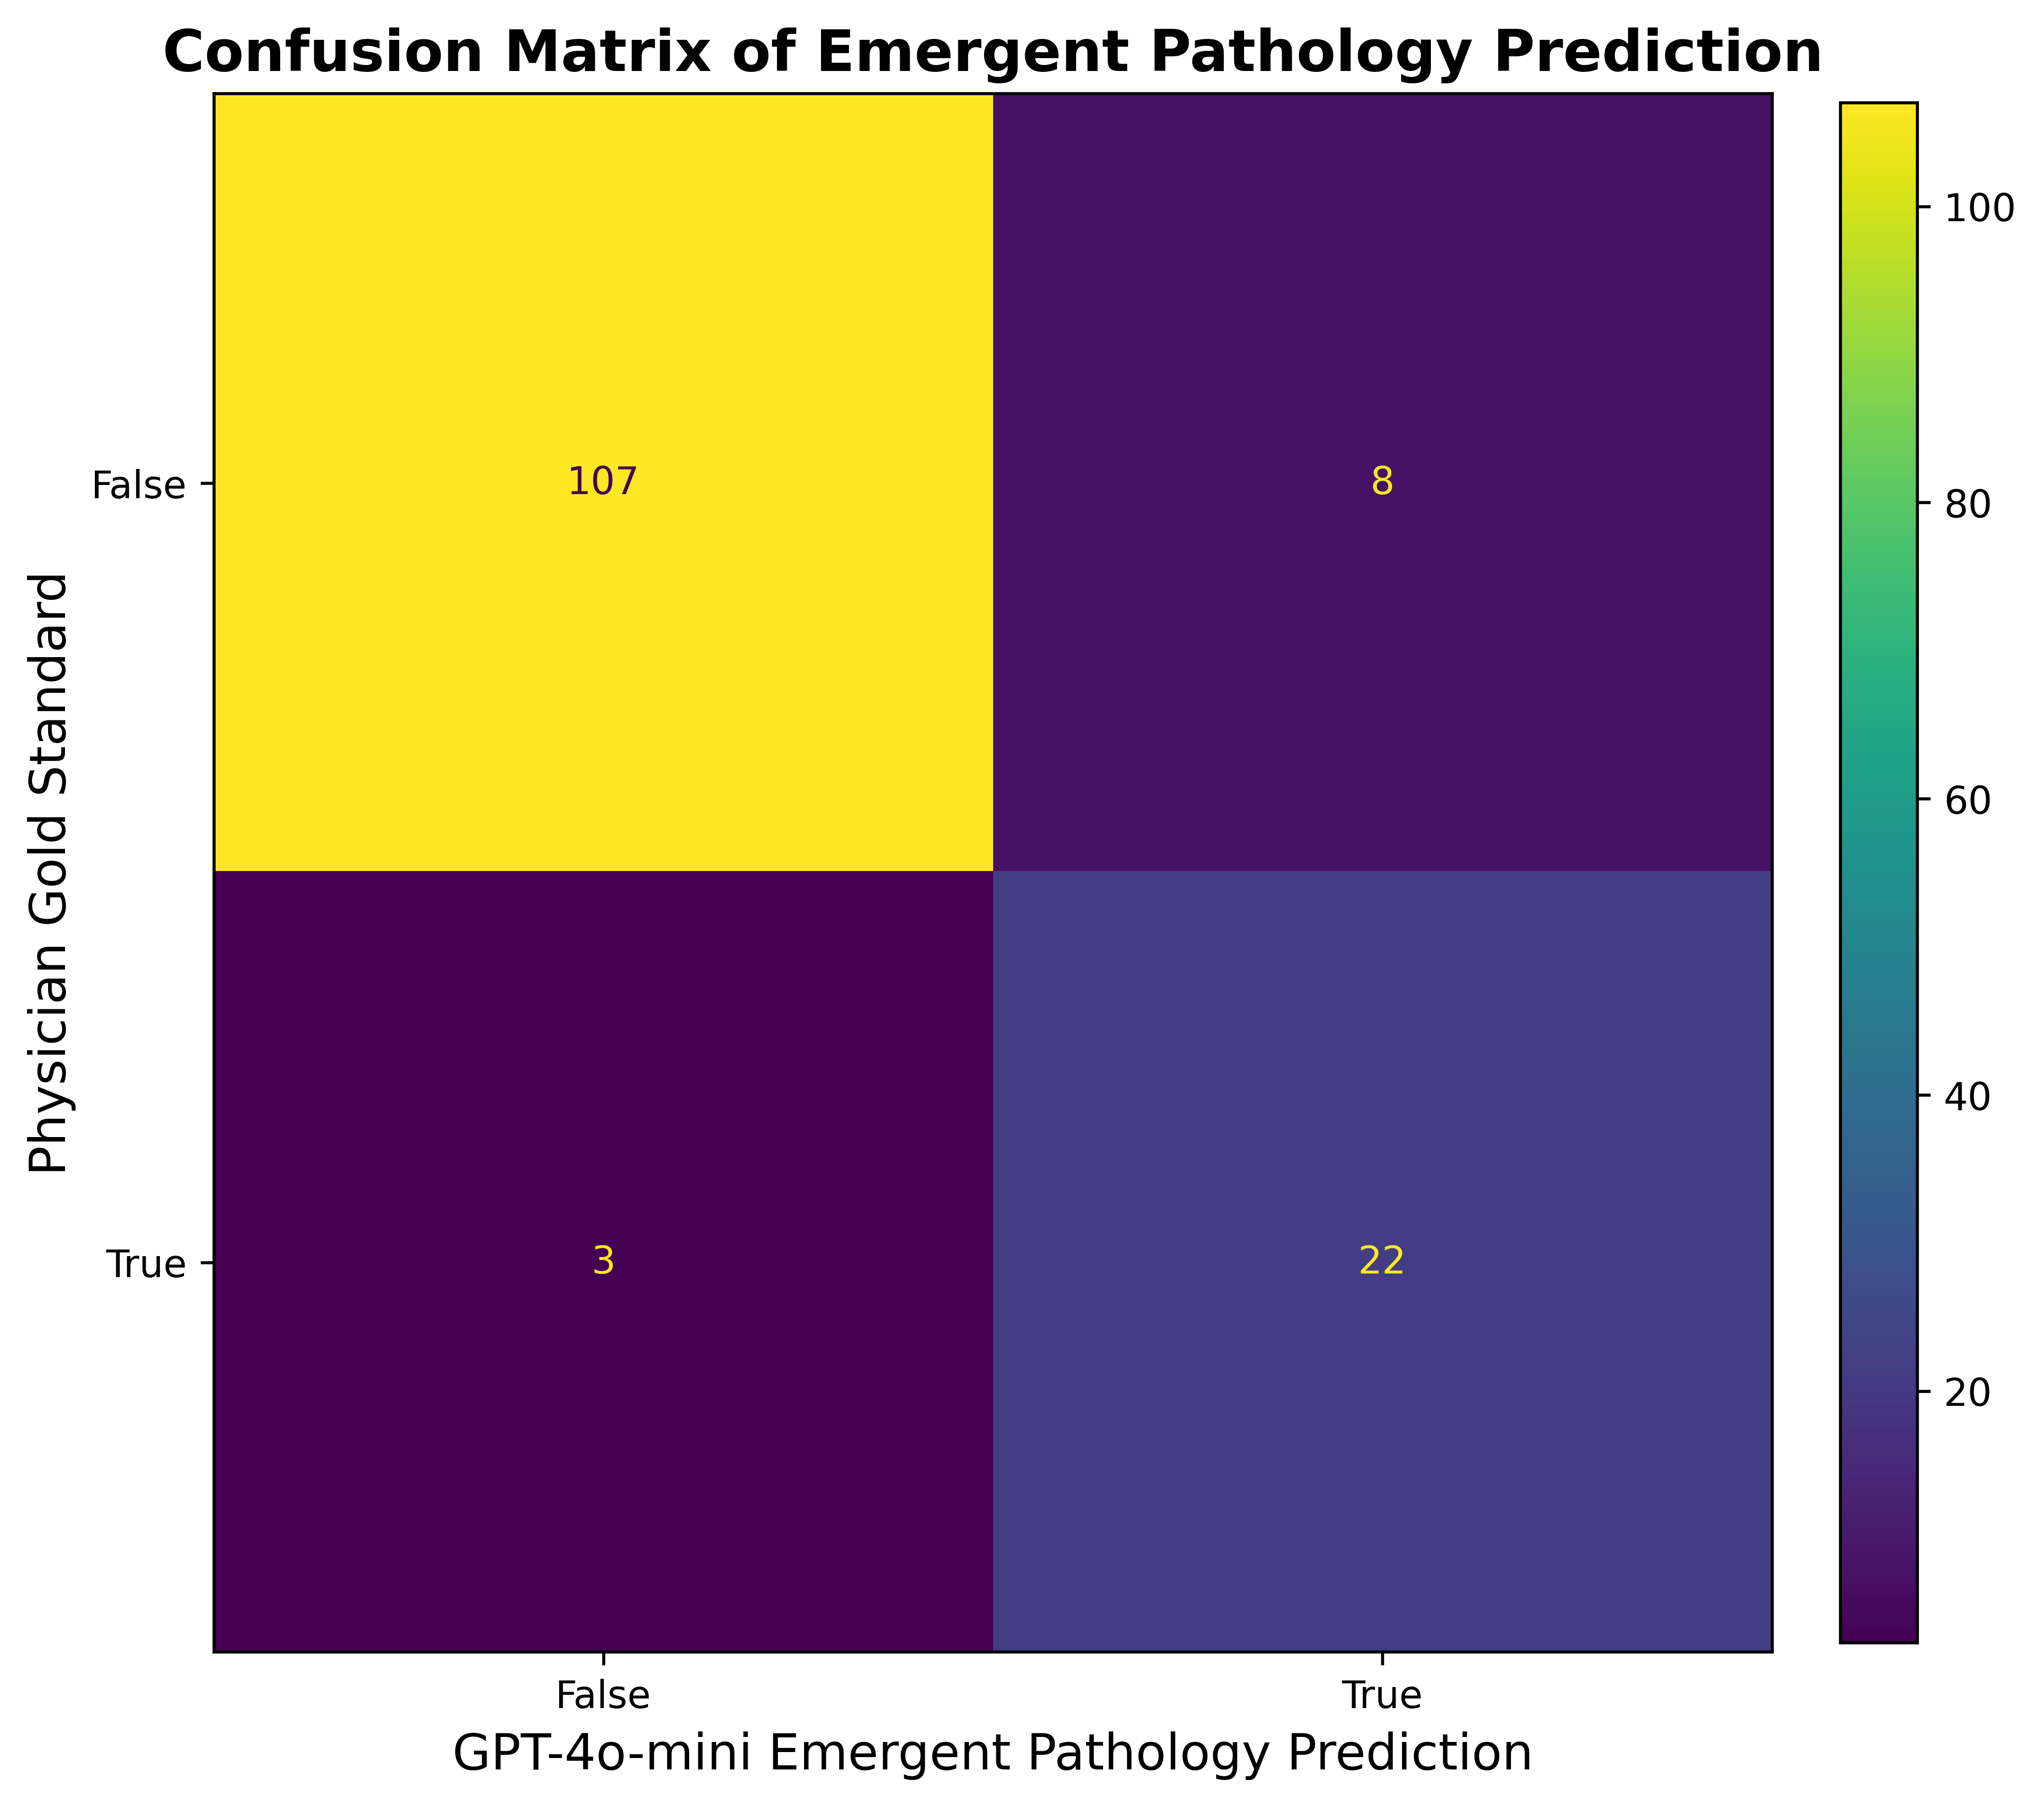 Confusion Matrix of Emergent Pathology Prediction
Physician Gold Standard
False
True
107
8
3
22
False
True
GPT-4o-mini Emergent Pathology Prediction
100
80
60
40
20